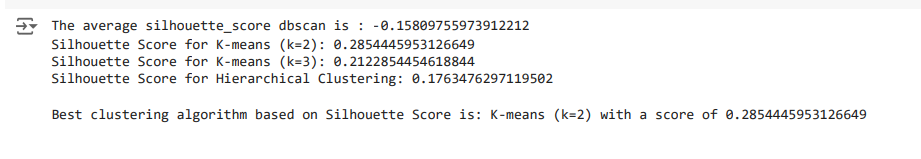 The average silhouette_score dbscan is : -0.15809755973912212
Silhouette Score for K-means (k=2): 0.2854445953126649
Silhouette Score for K-means (k=3): 0.2122854454618844
Silhouette Score for Hierarchical Clustering: 0.1763476297119502
Best clustering algorithm based on Silhouette Score is: K-means (k=2) with a score of 0.2854445953126649